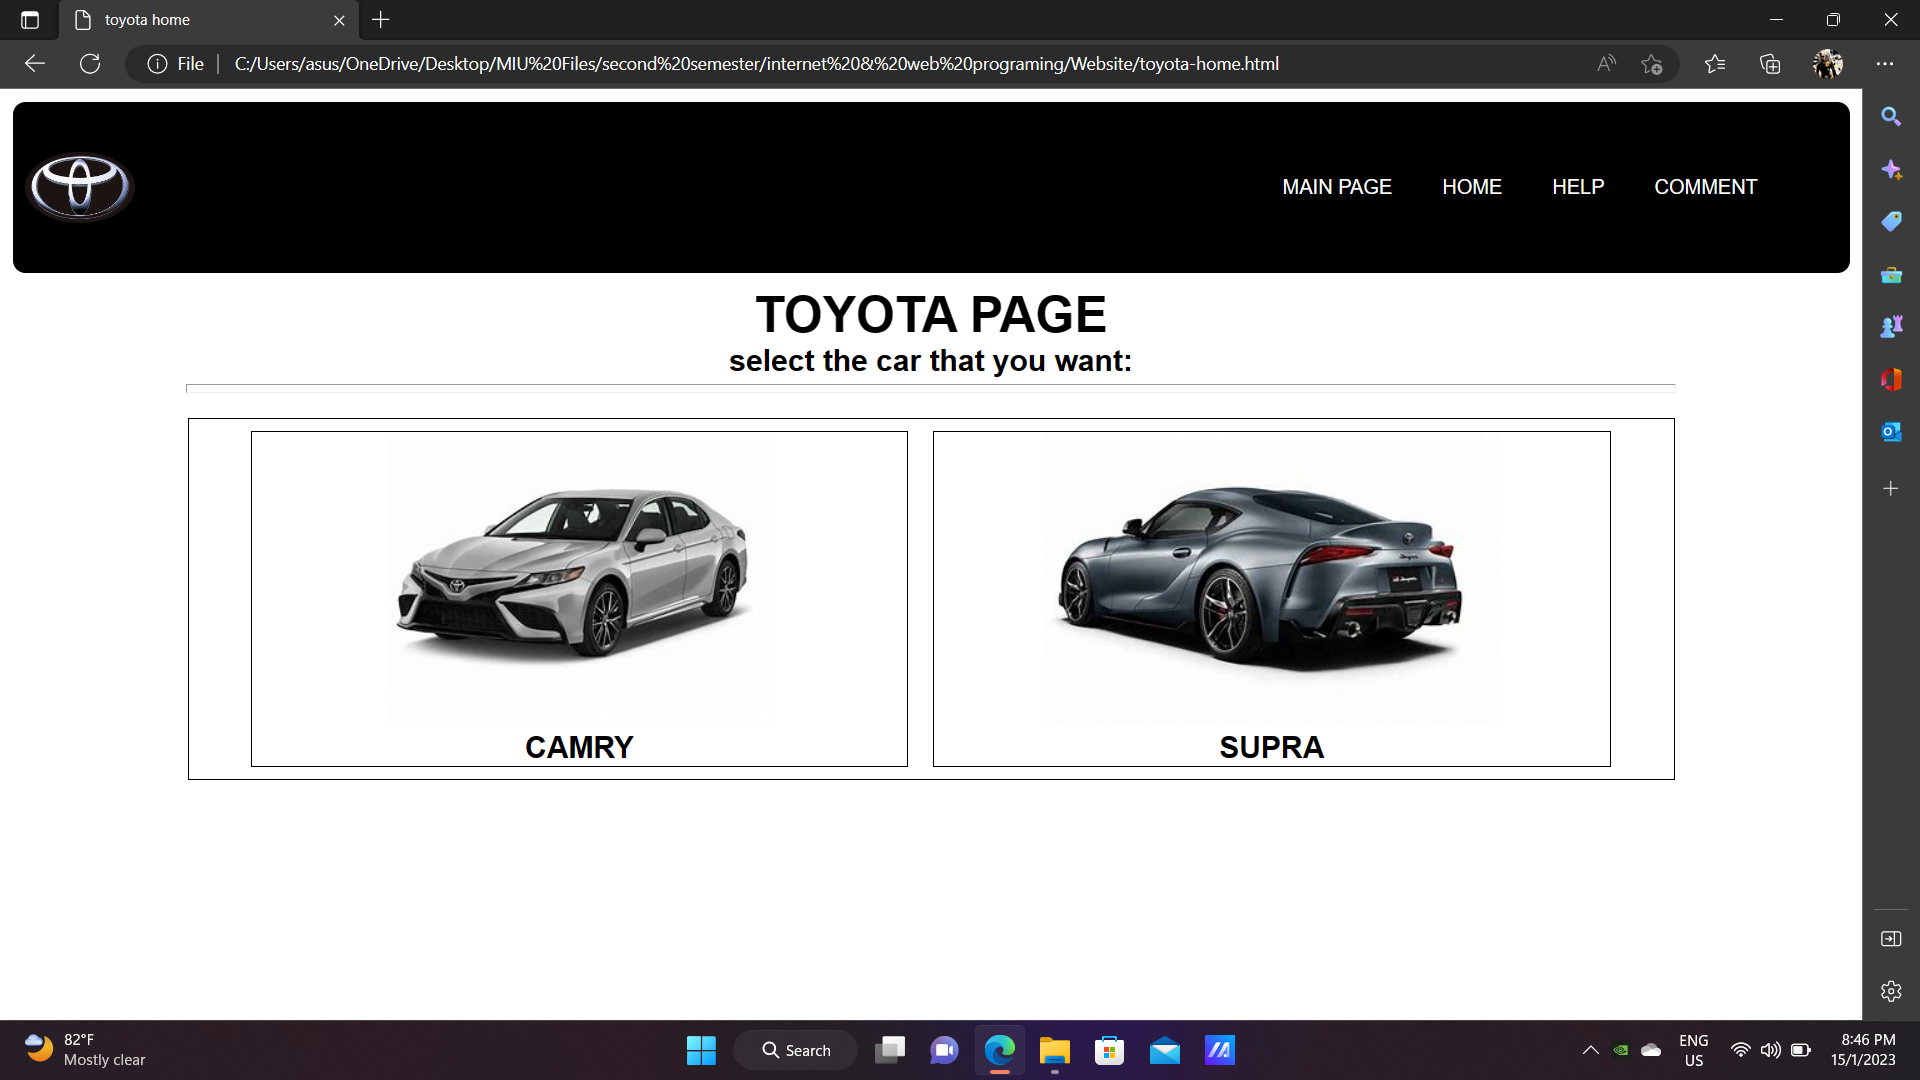 toyota home
File
C:/Users/asus/OneDrive/Desktop/MIU%20Files/second%20semester/internet%20&%20web%20programing/Website/toyota-home.html
MAIN PAGE HOME HELP COMMENT
TOYOTA PAGE
select the car that you want:
CAMRY SUPRA
82°F
Mostly clear
Search
ENG
US
8:46 PM
15/1/2023